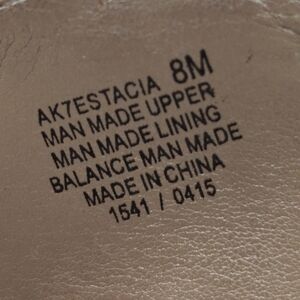 AK7ESTACIA 8M
MAN MADE UPPER
MAN MADE LINING
BALANCE MAN MADE
MADE IN CHINA
1541 / 0415